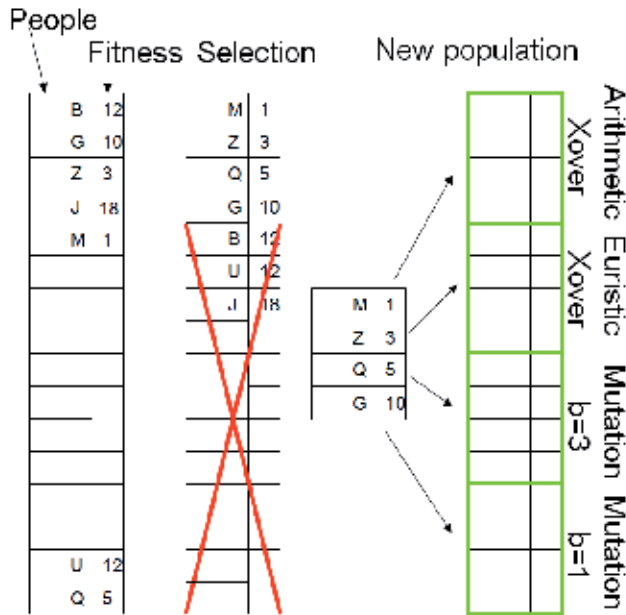 People
Fitness Selection
New population
B 12
G 10
Z 3
J 18
M 1
U 12
Q 5
M 1
Z 3
Q 5
G 10
B 12
U 12
J 18
M 1
Z 3
Q 5
G 10
Arithmetic
Xover
Euristic
Xover
Mutation
b=3
Mutation
b=1